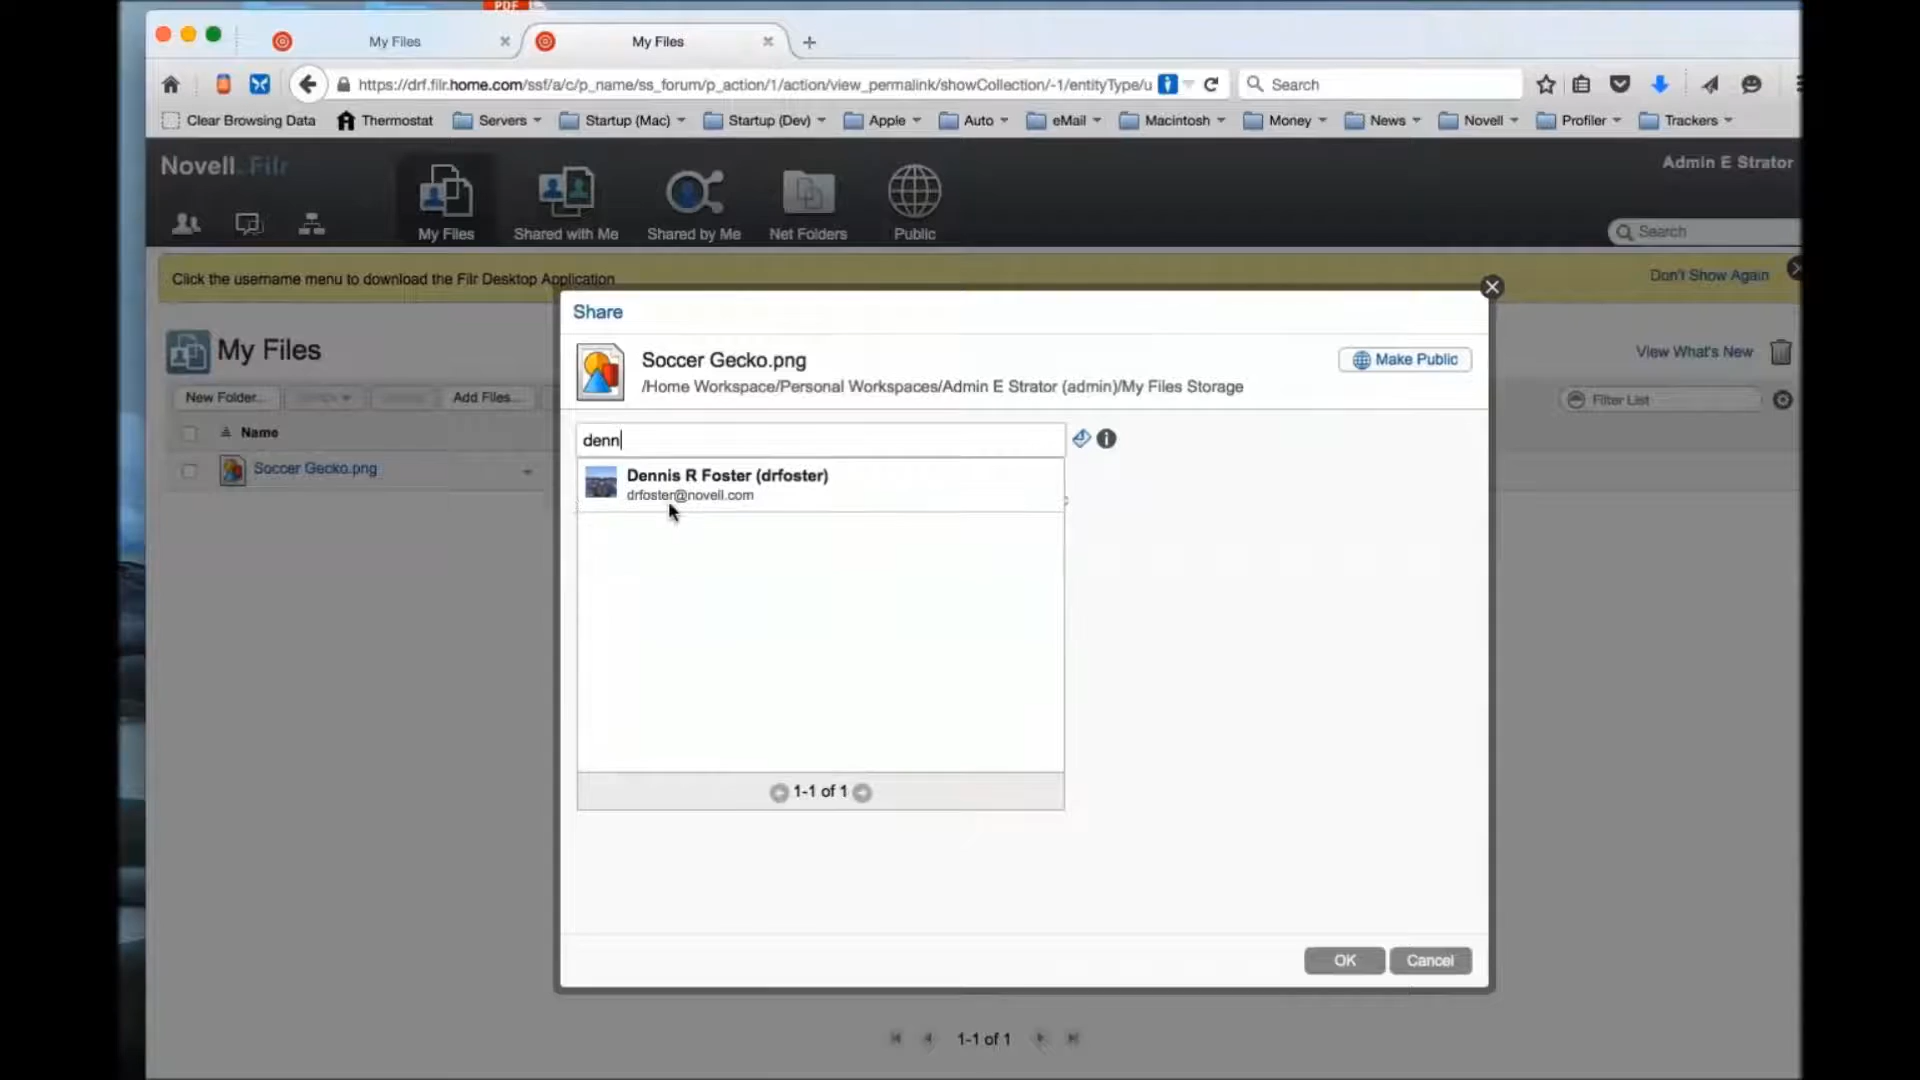 PDF
My Files
My Files
https://drf.filr.home.com/ssf/a/c/p_name/ss_forum/p_action/1/action/view_permalink/showCollection/-1/entityType/u
Search
Clear Browsing Data Thermostat Servers Startup (Mac) Startup (Dev) Apple Auto eMail Macintosh Money News Novell Profiler Trackers
Novell Filr
Admin E Strator
My Files Shared with Me Shared by Me Net Folders Public
Search
Click the username menu to download the Filr Desktop Application
Don't Show Again
Share
My Files
View What's New
Soccer Gecko.png
Make Public
/Home Workspace/Personal Workspaces/Admin E Strator (admin)/My Files Storage
New Folder...
Add Files...
Filter List
Name
denn
Soccer Gecko.png
Dennis R Foster (drfoster)
drfoster@novell.com
1-1 of 1
OK
Cancel
1-1 of 1